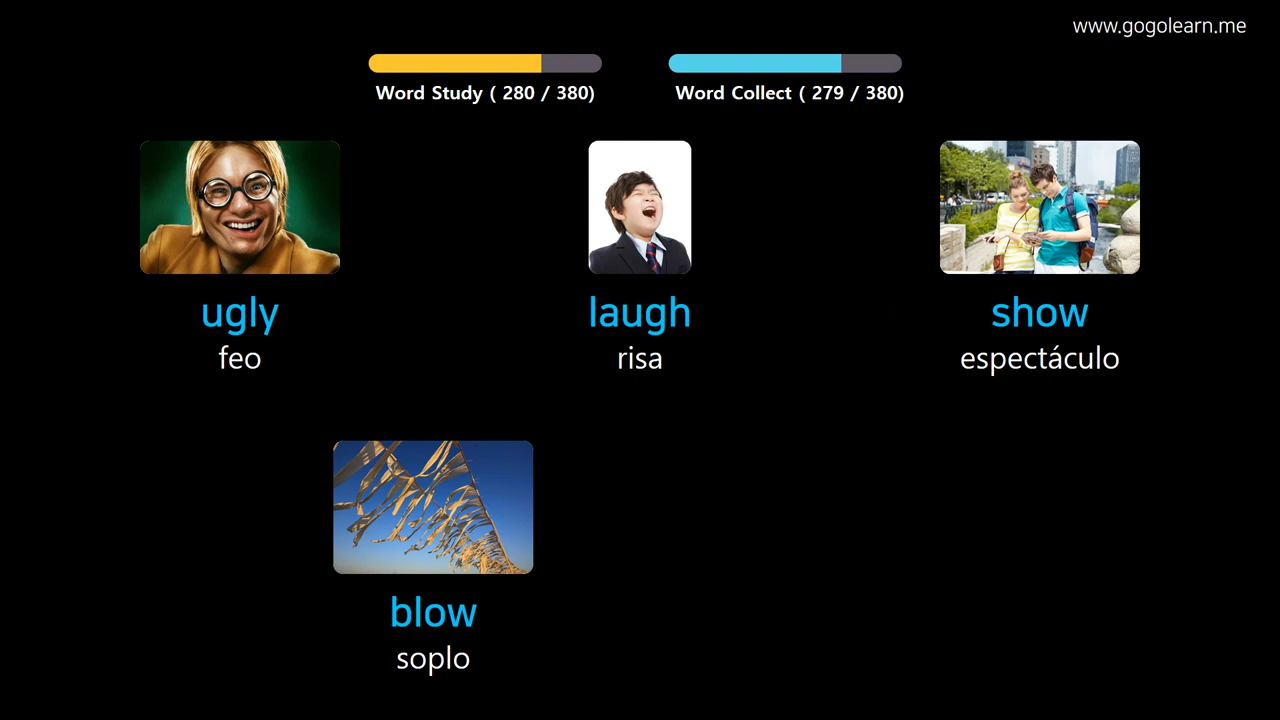 www.gogolearn.me
Word Study ( 280 / 380)
Word Collect ( 279 / 380)
ugly
feo
laugh
risa
show
espectáculo
blow
soplo